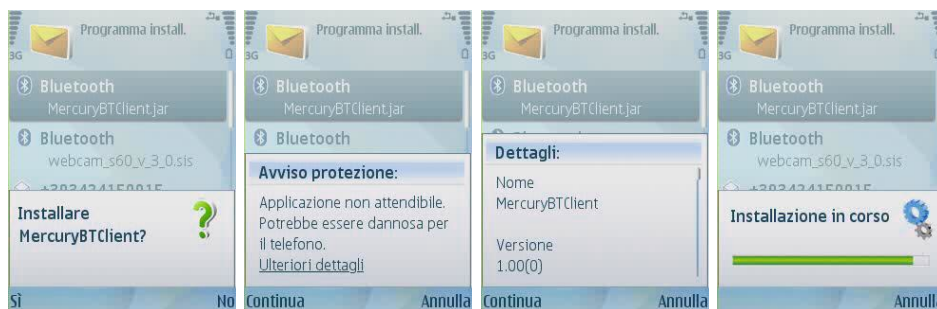 Programma install.
3G
Bluetooth
MercuryBTClient.jar
Bluetooth
webcam_s60_v_3_0.sis
Installare
MercuryBTClient?
Sì
No
Programma install.
3G
Bluetooth
MercuryBTClient.jar
Bluetooth
Avviso protezione:
Applicazione non attendibile.
Potrebbe essere dannosa per
il telefono.
Ulteriori dettagli
Continua
Annulla
Programma install.
3G
Bluetooth
MercuryBTClient.jar
Dettagli:
Nome
MercuryBTClient
Versione
1.00(0)
Continua
Annulla
Programma install.
3G
Bluetooth
MercuryBTClient.jar
Bluetooth
webcam_s60_v_3_0.sis
Installazione in corso
Annulla